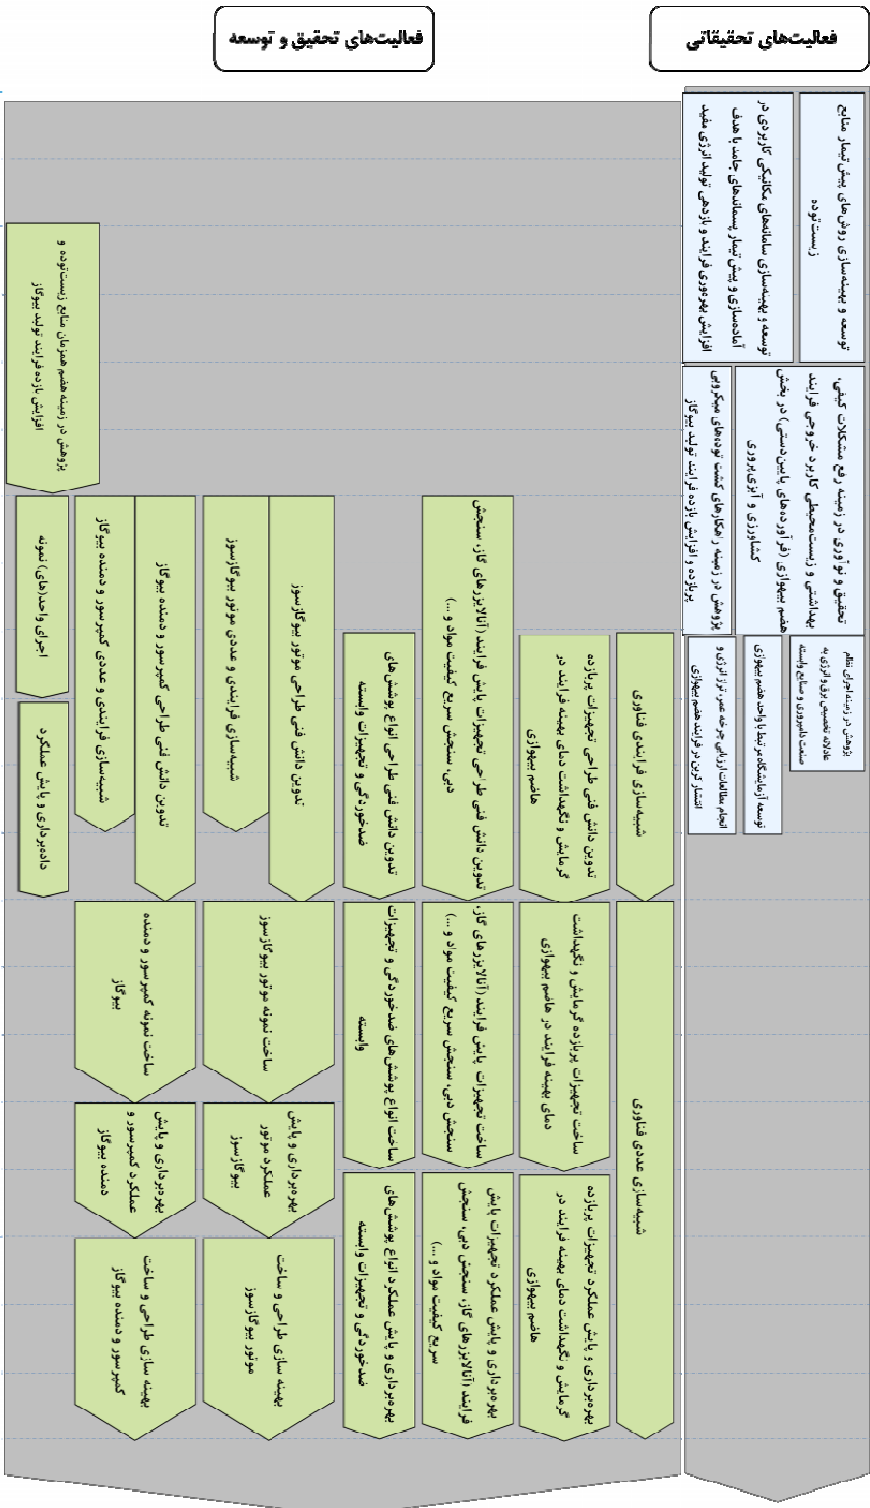 فعالیت‌های تحقیقاتی
فعالیت‌های تحقیق و توسعه
توسعه و بهینه‌سازی روش‌های پیش تیمار منابع
زیست‌توده
توسعه و بهینه‌سازی سامانه‌های مکانیکی کاربردی در
آماده‌سازی و پیش تیمار پسماندهای جامد با هدف
افزایش بهره‌وری فرایند و بازدهی تولید انرژی مفید
تحقیق و نوآوری در زمینه رفع مشکلات کیفی،
بهداشتی و زیست‌محیطی کاربرد خروجی فرایند
هضم بیهوازی (فرآورده‌های پایین‌دستی) در بخش
کشاورزی و آبزی‌پروری
پژوهش در زمینه راهکارهای کشت توده‌های میکروبی
پربازده و افزایش بازده فرایند تولید بیوگاز
پژوهش در زمینه اجرای نظام
عادلانه تخصیص برق و انرژی به
صنعت دامپروری و صنایع وابسته
توسعه آزمایشگاه مرتبط با واحد هضم بیهوازی
انجام مطالعات ارزیابی چرخه عمر، تراز انرژی و
انتشار کربن در فرایند هضم بیهوازی
شبیه‌سازی فرایندی فناوری
شبیه‌سازی عددی فناوری
تدوین دانش فنی طراحی تجهیزات پربازده
گرمایش و نگهداشت دمای بهینه فرایند در
هاضم بیهوازی
ساخت تجهیزات پربازده گرمایش و نگهداشت
دمای بهینه فرایند در هاضم بیهوازی
بهره‌برداری و پایش عملکرد تجهیزات پربازده
گرمایش و نگهداشت دمای بهینه فرایند در
هاضم بیهوازی
تدوین دانش فنی طراحی تجهیزات پایش فرایند (آنالایزرهای گاز، سنجش
دبی، سنجش سریع کیفیت مواد و ...)
ساخت تجهیزات پایش فرایند (آنالایزرهای گاز،
سنجش دبی، سنجش سریع کیفیت مواد و ...)
بهره‌برداری و پایش عملکرد تجهیزات پایش
فرایند (آنالایزرهای گاز، سنجش دبی، سنجش
سریع کیفیت مواد و ...)
تدوین دانش فنی طراحی انواع پوشش‌های
ضدخوردگی و تجهیزات وابسته
ساخت انواع پوشش‌های ضدخوردگی و تجهیزات
وابسته
بهره‌برداری و پایش عملکرد انواع پوشش‌های
ضدخوردگی و تجهیزات وابسته
تدوین دانش فنی طراحی موتور بیوگازسوز
شبیه‌سازی فرایندی و عددی موتور بیوگازسوز
ساخت نمونه موتور بیوگازسوز
بهره‌برداری و پایش
عملکرد موتور
بیوگازسوز
بهینه سازی طراحی و ساخت
موتور بیوگازسوز
تدوین دانش فنی طراحی کمپرسور و دمنده بیوگاز
شبیه‌سازی فرایندی و عددی کمپرسور و دمنده بیوگاز
ساخت نمونه کمپرسور و دمنده
بیوگاز
بهره‌برداری و پایش
عملکرد کمپرسور و
دمنده بیوگاز
بهینه سازی طراحی و ساخت
کمپرسور و دمنده بیوگاز
پژوهش در زمینه هضم همزمان منابع زیست‌توده و
افزایش بازده فرایند تولید بیوگاز
اجرای واحد(های) نمونه
داده‌برداری و پایش عملکرد